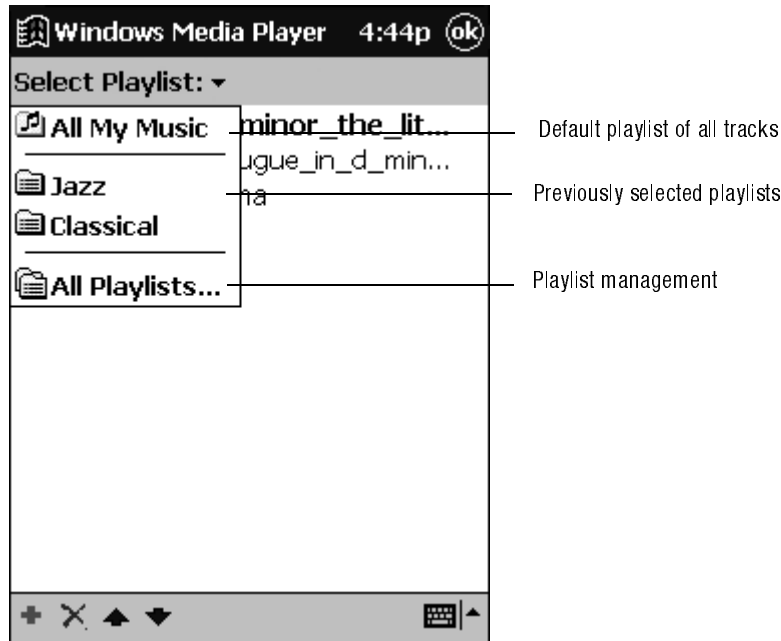 Windows Media Player 4:44p ok
Select Playlist:
All My Music
minor_the_lit...
Default playlist of all tracks
ugue_in_d_min...
Jazz
na
Previously selected playlists
Classical
All Playlists...
Playlist management